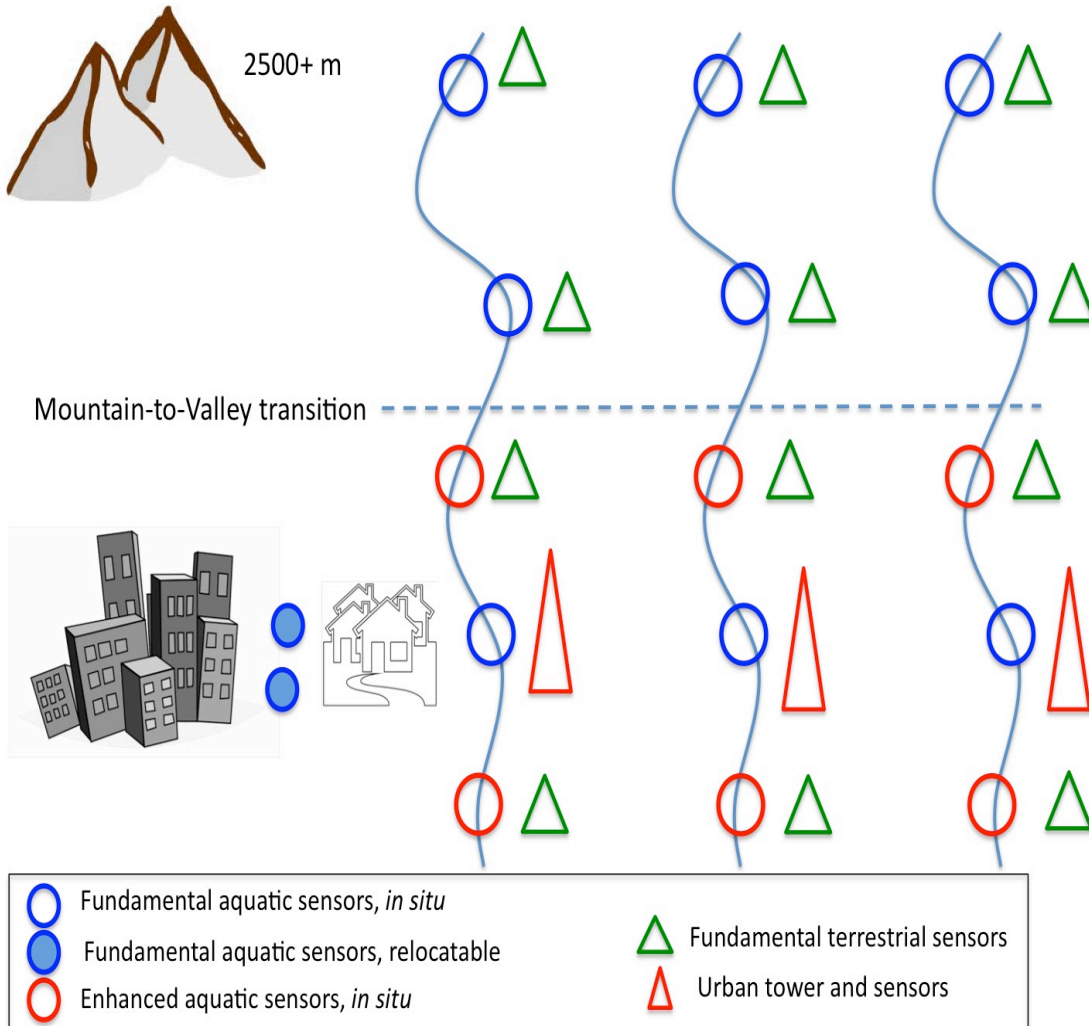 2500+ m
Mountain-to-Valley transition
Fundamental aquatic sensors, in situ
Fundamental aquatic sensors, relocatable
Enhanced aquatic sensors, in situ
Fundamental terrestrial sensors
Urban tower and sensors